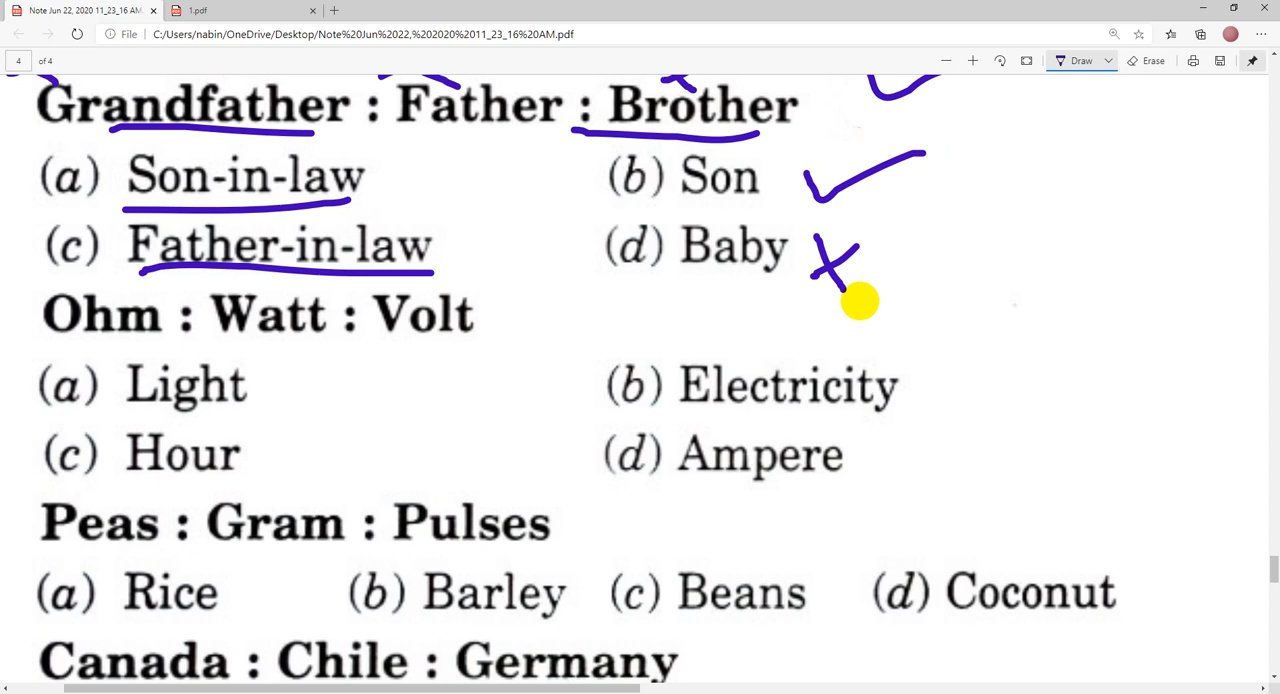 Note Jun 22, 2020 11_23_16 AM. 1.pdf
File C:/Users/nabin/OneDrive/Desktop/Note%20Jun%2022,%202020%2011_23_16%20AM.pdf
4 of 4 Draw Erase
Grandfather : Father : Brother
(a) Son-in-law (b) Son
(c) Father-in-law (d) Baby
Ohm : Watt : Volt
(a) Light (b) Electricity
(c) Hour (d) Ampere
Peas : Gram : Pulses
(a) Rice (b) Barley (c) Beans (d) Coconut
Canada : Chile : Germany